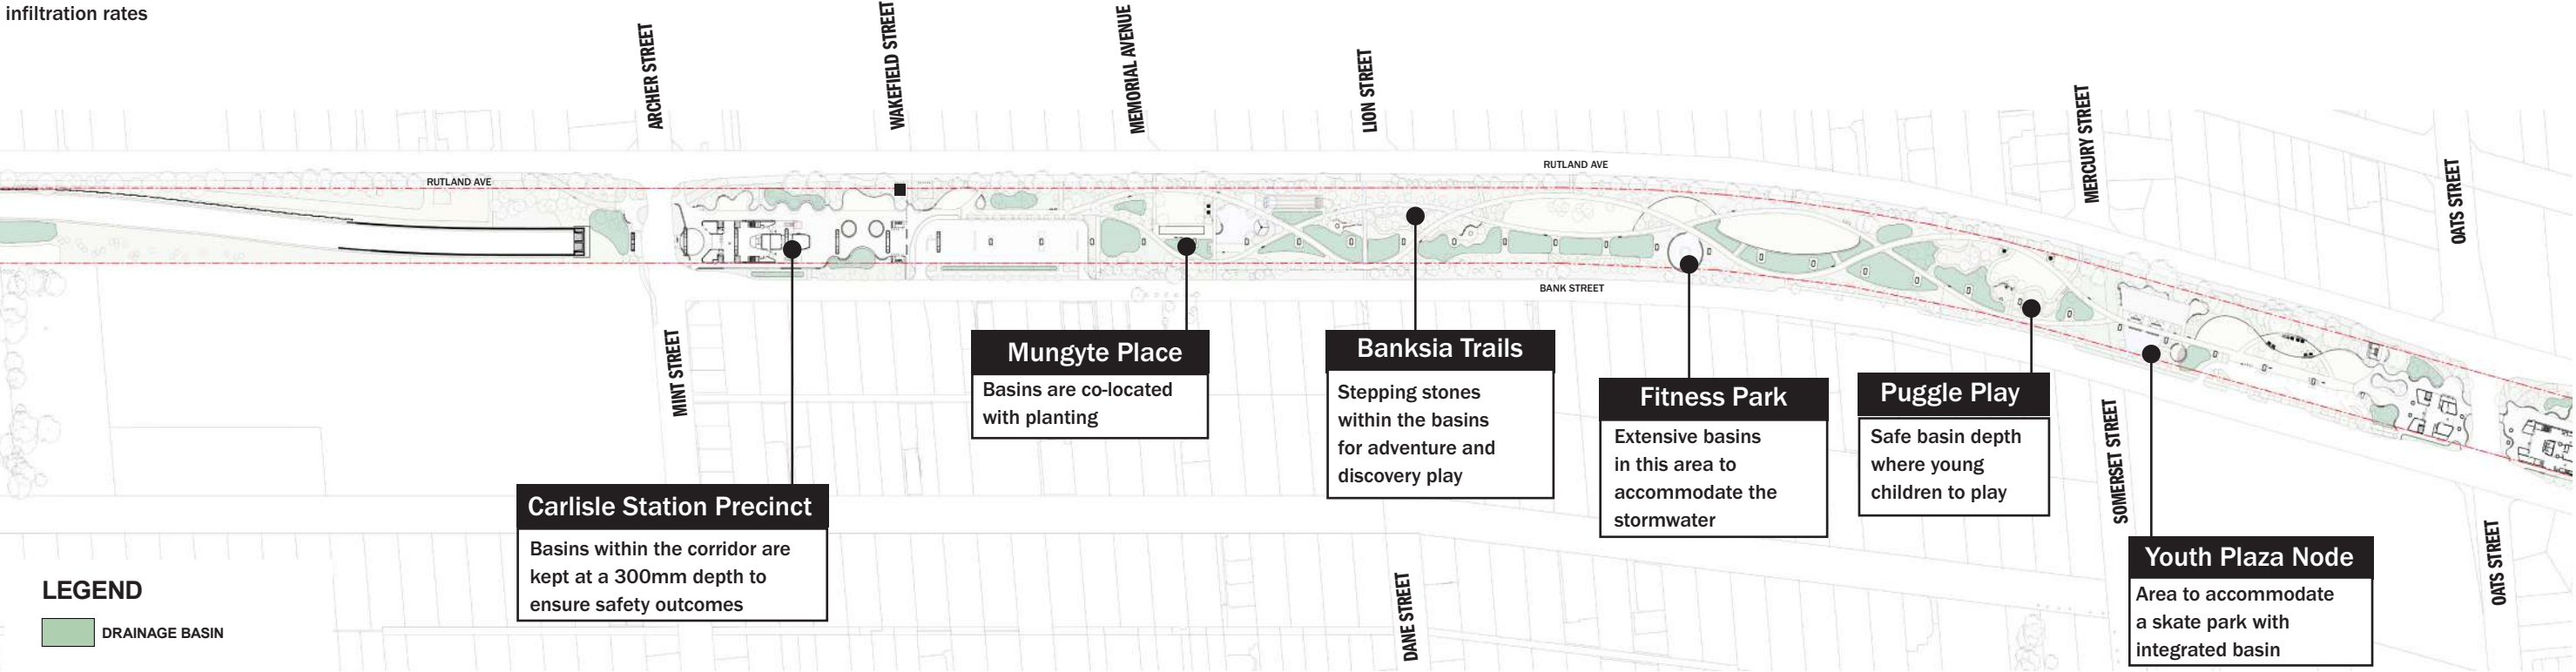 infiltration rates
ARCHER STREET
WAKEFIELD STREET
MEMORIAL AVENUE
LION STREET
MERCURY STREET
OATS STREET
RUTLAND AVE
RUTLAND AVE
BANK STREET
MINT STREET
DANE STREET
SOMERSET STREET
OATS STREET
Carlisle Station Precinct
Basins within the corridor are
kept at a 300mm depth to
ensure safety outcomes
Mungyte Place
Basins are co-located
with planting
Banksia Trails
Stepping stones
within the basins
for adventure and
discovery play
Fitness Park
Extensive basins
in this area to
accommodate the
stormwater
Puggle Play
Safe basin depth
where young
children to play
Youth Plaza Node
Area to accommodate
a skate park with
integrated basin
LEGEND
DRAINAGE BASIN